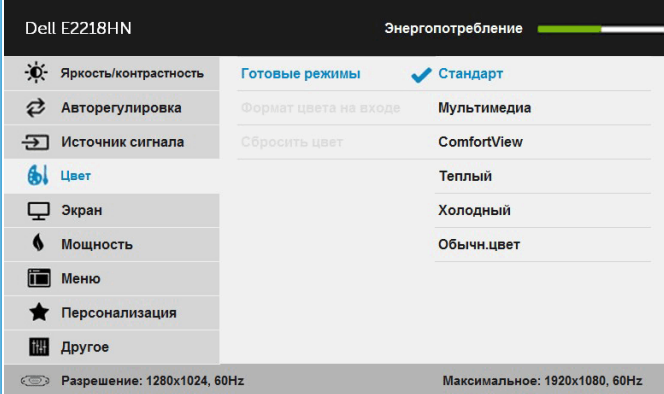 Dell E2218HN Энергопотребление
Яркость/контрастность Готовые режимы Стандарт
Авторегулировка Формат цвета на входе Мультимедиа
Источник сигнала Сбросить цвет ComfortView
Цвет Теплый
Экран Холодный
Мощность Обычн.цвет
Меню
Персонализация
Другое
Разрешение: 1280x1024, 60Hz Максимальное: 1920x1080, 60Hz